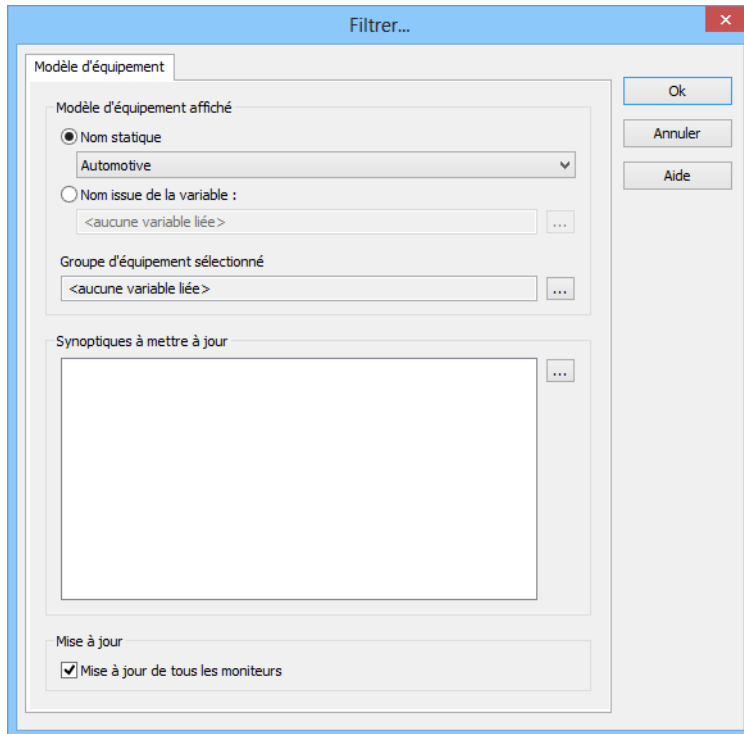 Filtrer...
Modèle d'équipement
Modèle d'équipement affiché
Nom statique
Automotive
Nom issue de la variable :
<aucune variable liée>
...
Groupe d'équipement sélectionné
<aucune variable liée>
...
Synoptiques à mettre à jour
...
Mise à jour
Mise à jour de tous les moniteurs
Ok
Annuler
Aide